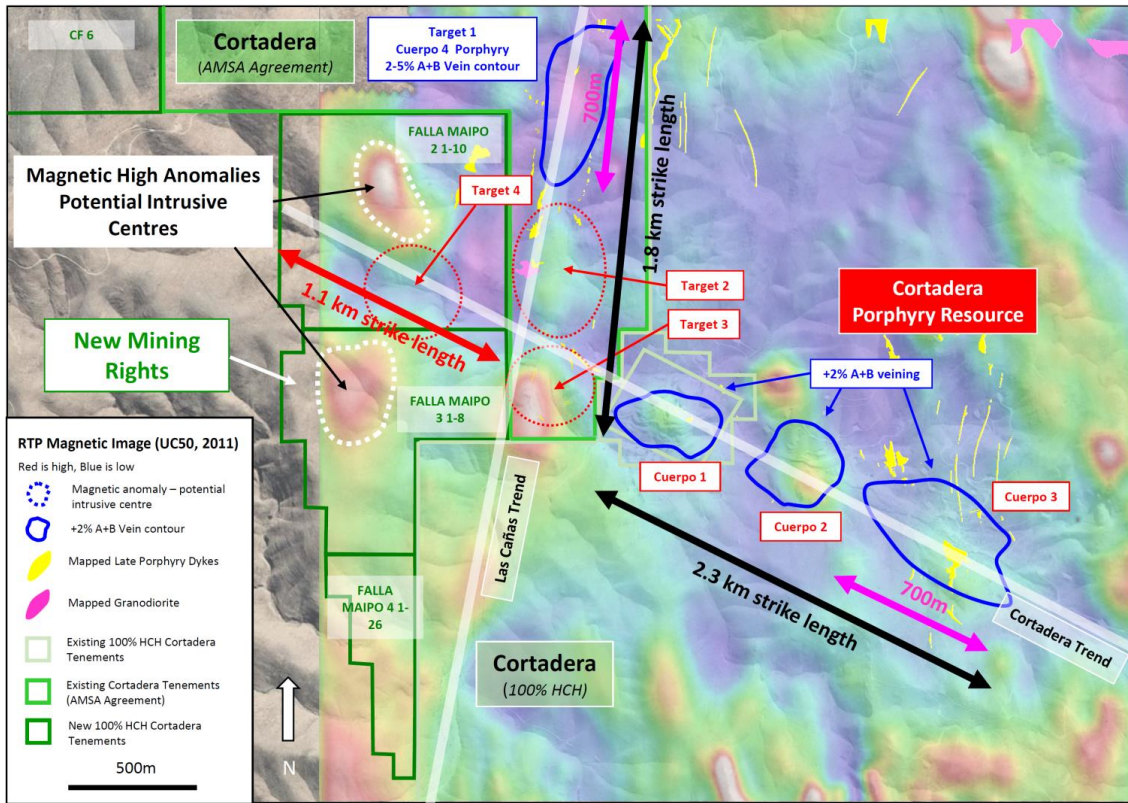 CF 6
Cortadera
(AMSA Agreement)
Target 1
Cuerpo 4 Porphyry
2-5% A+B Vein contour
700m
FALLA MAIPO
2 1-10
Magnetic High Anomalies
Potential Intrusive
Centres
Target 4
1.8 km strike length
Target 2
Cortadera
Porphyry Resource
1.1 km strike length
Target 3
New Mining
Rights
+2% A+B veining
FALLA MAIPO
3 1-8
Cuerpo 1
Cuerpo 2
Cuerpo 3
Las Cañas Trend
2.3 km strike length
700m
Cortadera Trend
FALLA
MAIPO 4 1-
26
Cortadera
(100% HCH)
RTP Magnetic Image (UC50, 2011)
Red is high, Blue is low
Magnetic anomaly – potential
intrusive centre
+2% A+B Vein contour
Mapped Late Porphyry Dykes
Mapped Granodiorite
Existing 100% HCH Cortadera
Tenements
Existing Cortadera Tenements
(AMSA Agreement)
New 100% HCH Cortadera
Tenements
500m
N